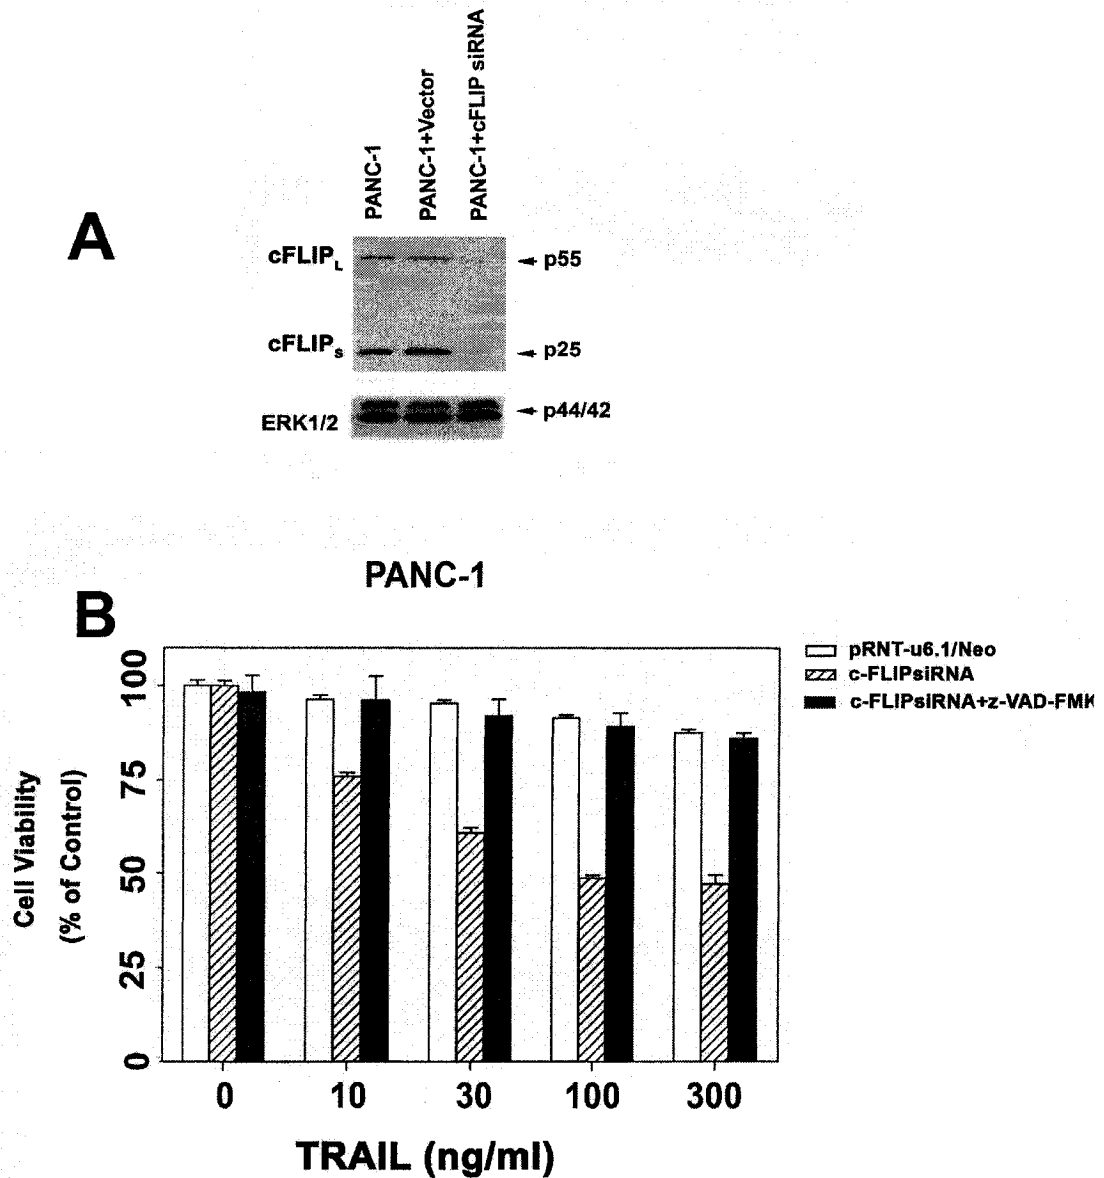 PANC-1
PANC-1+Vector
PANC-1+cFLIP siRNA
A
cFLIPL
p55
cFLIPs
p25
ERK1/2
p44/42
PANC-1
B
pRNT-u6.1/Neo
c-FLIPsiRNA
c-FLIPsiRNA+z-VAD-FMK
Cell Viability
(% of Control)
100
75
50
25
0
0 10 30 100 300
TRAIL (ng/ml)